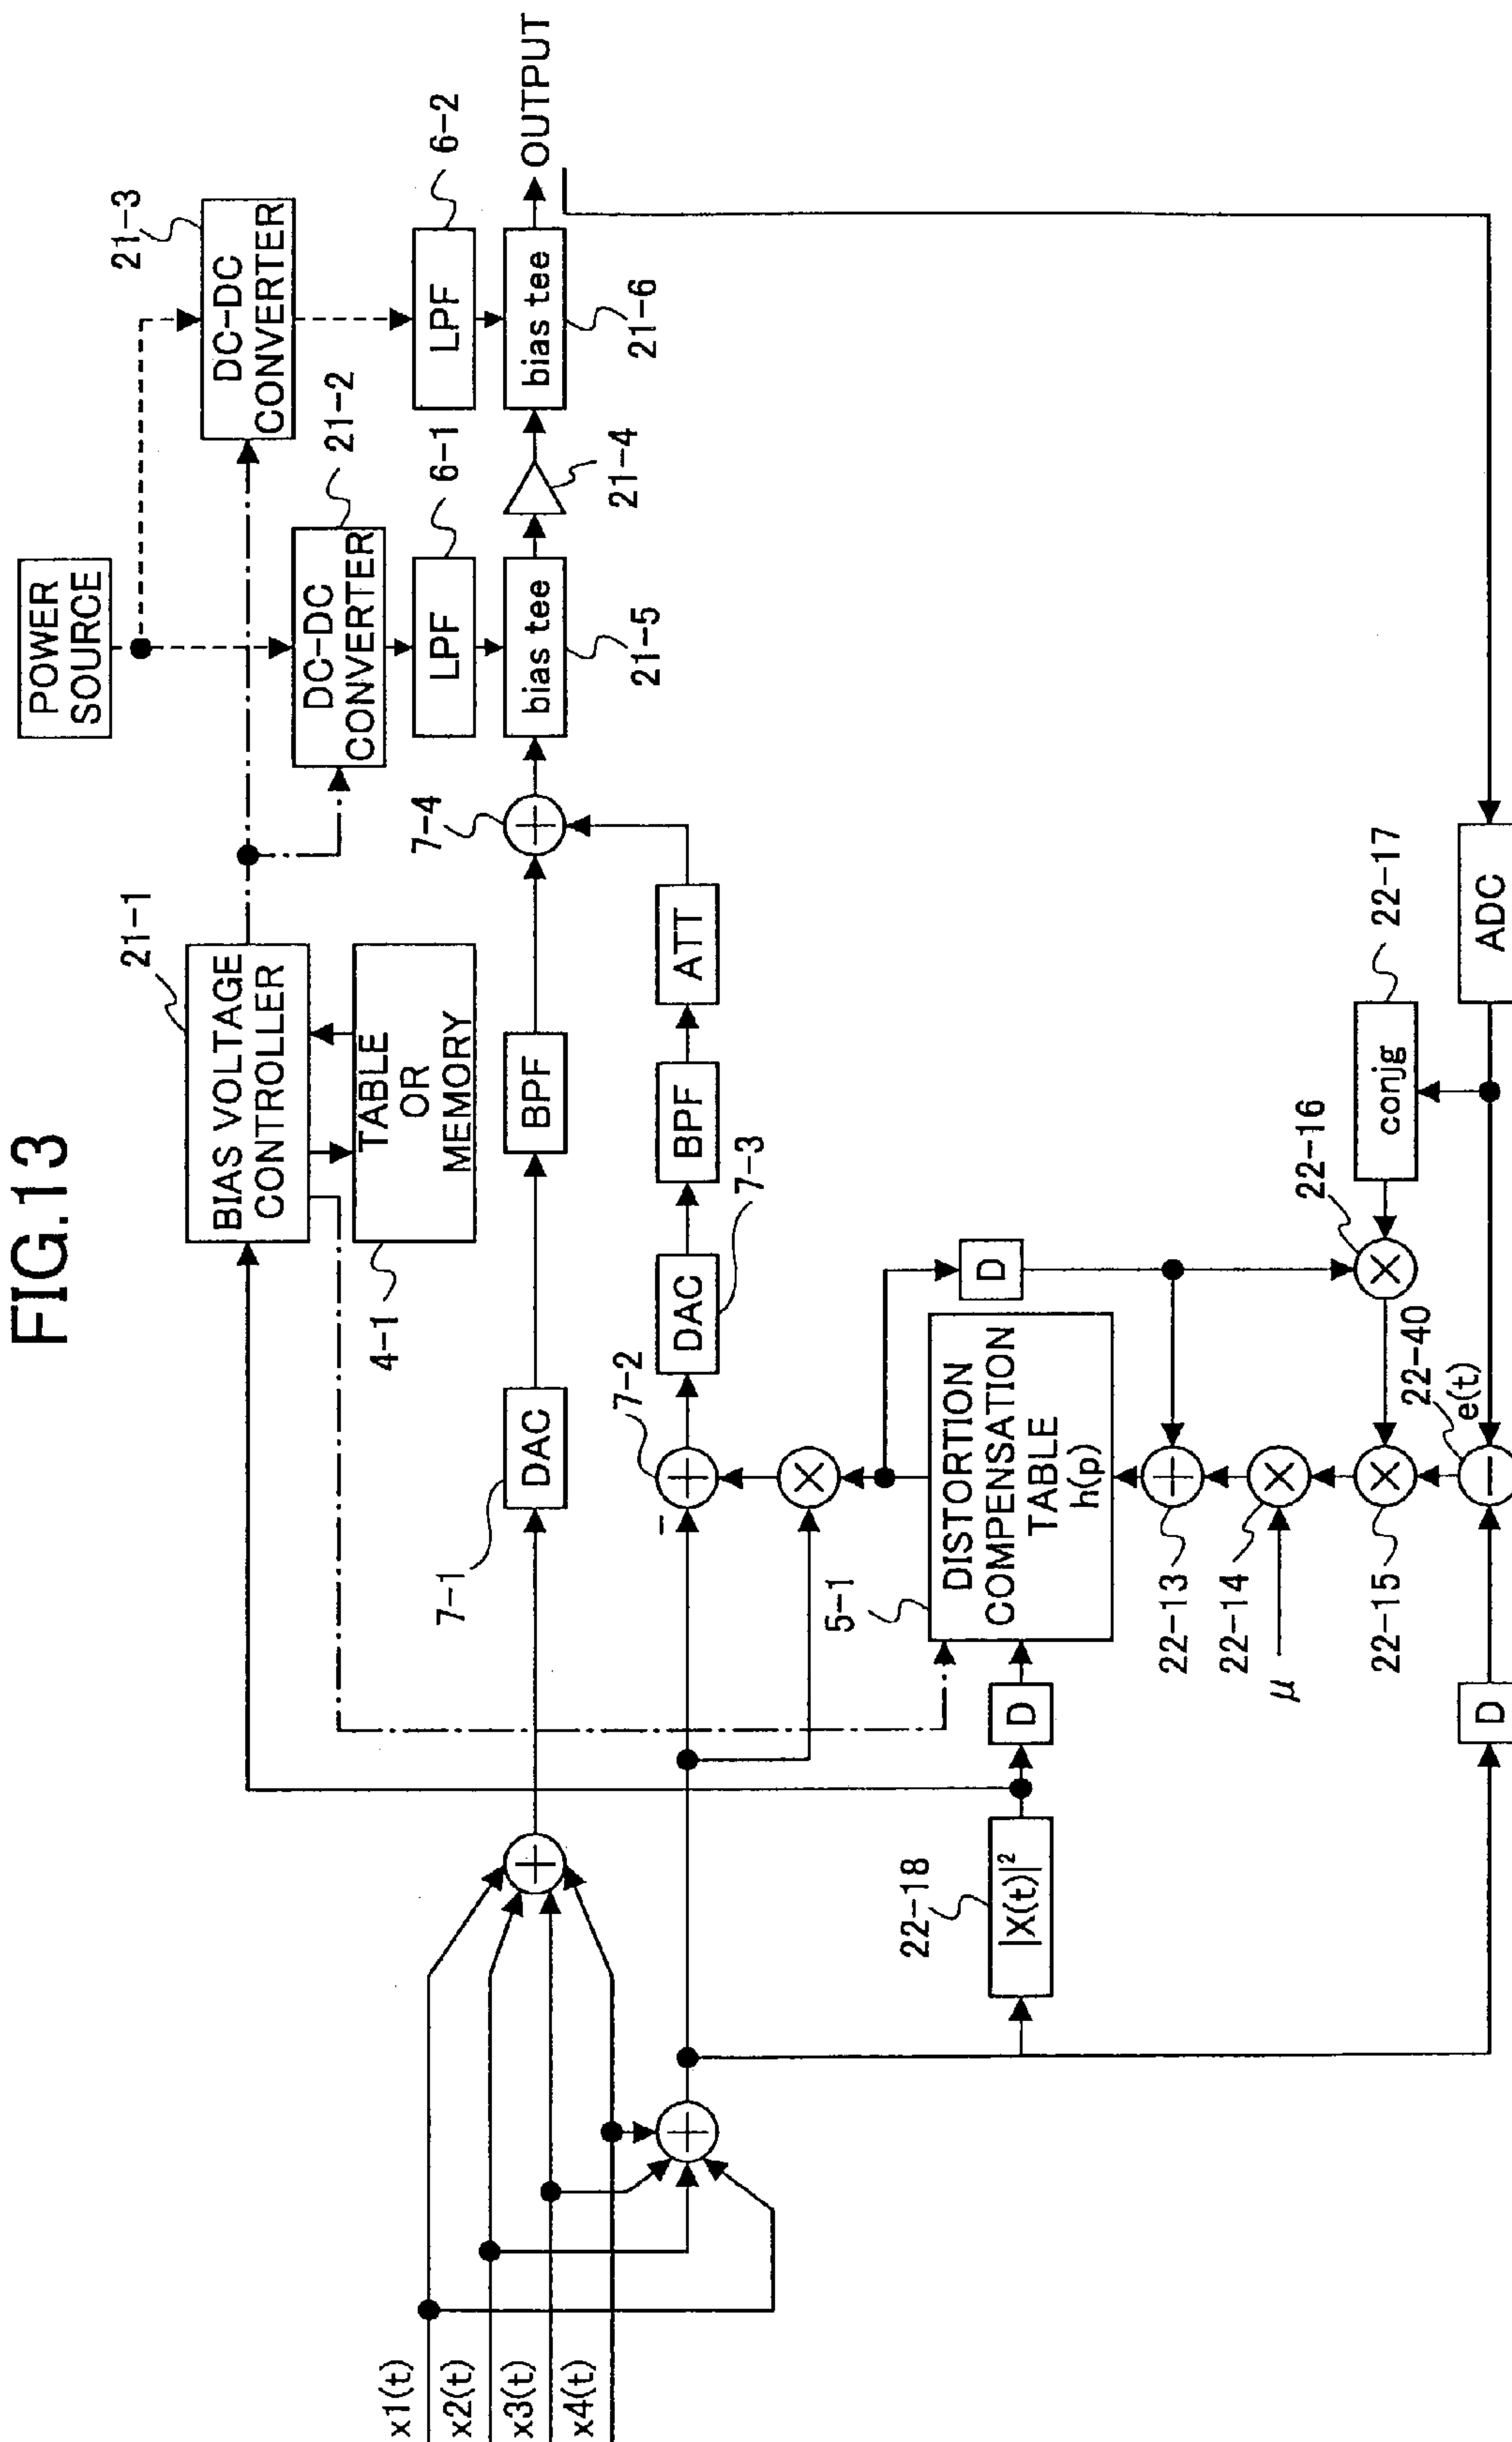 FIG.13
POWER
SOURCE
21-3
DC-DC
CONVERTER
21-2
DC-DC
CONVERTER
21-1
BIAS VOLTAGE
CONTROLLER
TABLE
OR
MEMORY
4-1
6-1
LPF
6-2
LPF
x1(t)
x2(t)
x3(t)
x4(t)
7-1
DAC
BPF
7-4
bias tee
21-5
21-4
bias tee
21-6
OUTPUT
−
7-2
DAC
7-3
BPF
ATT
5-1
DISTORTION
COMPENSATION
TABLE
h(p)
D
22-18
|X(t)|²
D
22-13
22-14
μ
22-15
22-16
conjg
22-17
22-40
e(t)
D
ADC